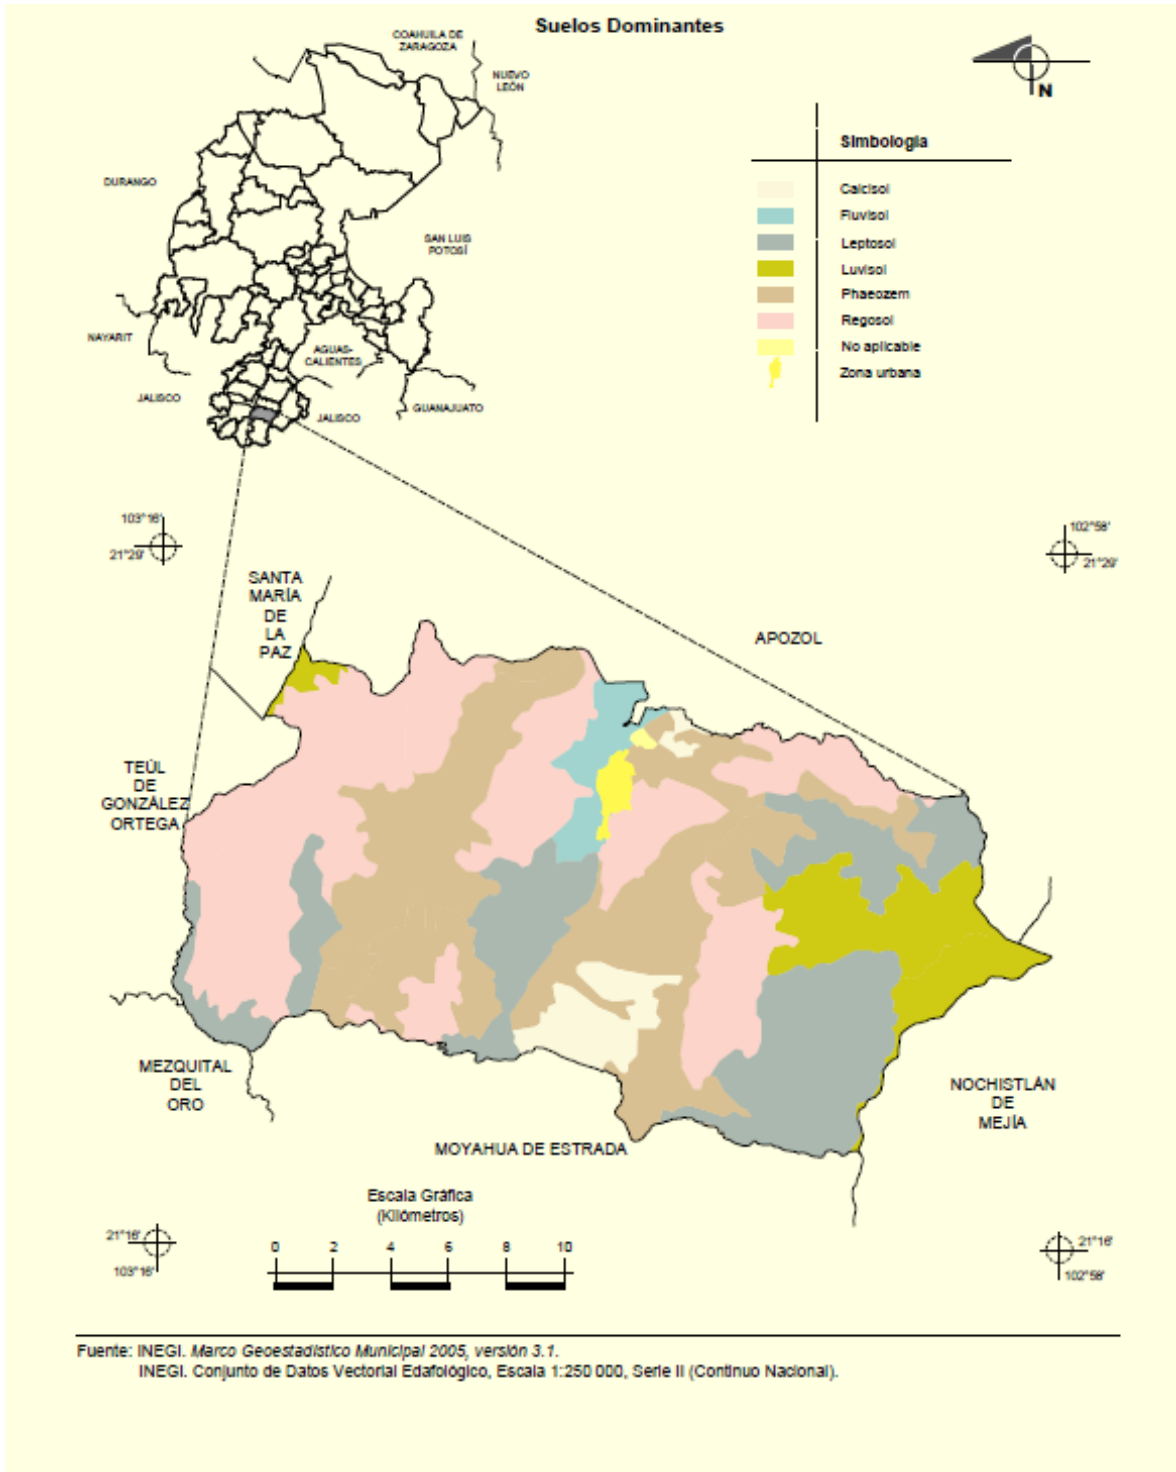 Suelos Dominantes
COAHUILA DE
ZARAGOZA
NUEVO
LEÓN
DURANGO
SAN LUIS
POTOSÍ
NAYARIT
AGUAS-
CALIENTES
JALISCO
JALISCO
GUANAJUATO
N
Simbología
Calcisol
Fluvisol
Leptosol
Luvisol
Phaeozem
Regosol
No aplicable
Zona urbana
103°16'
21°29'
102°58'
21°29'
SANTA
MARÍA
DE
LA
PAZ
APOZOL
TEÚL
DE
GONZÁLEZ
ORTEGA
MEZQUITAL
DEL
ORO
NOCHISTLÁN
DE
MEJÍA
MOYAHUA DE ESTRADA
Escala Gráfica
(Kilómetros)
0 2 4 6 8 10
21°16'
103°16'
21°16'
102°58'
Fuente: INEGI. Marco Geoestadístico Municipal 2005, versión 3.1.
INEGI. Conjunto de Datos Vectorial Edafológico, Escala 1:250 000, Serie II (Continuo Nacional).